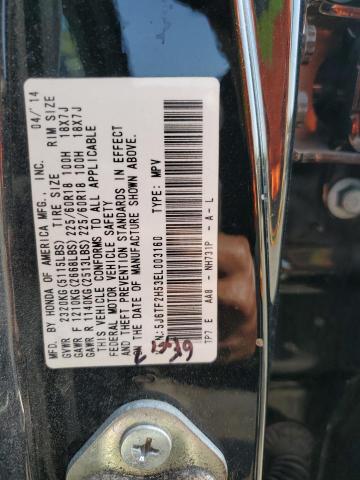 MFD. BY HONDA OF AMERICA MFG., INC. 04/14
GVWR 2320KG(5115LBS) TIRE SIZE RIM SIZE
GAWR F 1210KG(2668LBS) 225/60R18 100H 18X7J
GAWR R 1140KG(2513LBS) 225/60R18 100H 18X7J
THIS VEHICLE CONFORMS TO ALL APPLICABLE
FEDERAL MOTOR VEHICLE SAFETY
AND THEFT PREVENTION STANDARDS IN EFFECT
ON THE DATE OF MANUFACTURE SHOWN ABOVE.
N.: 5J6TF2H53EL003160 TYPE: MPV
TP7 E AA8 NH731P - A - L